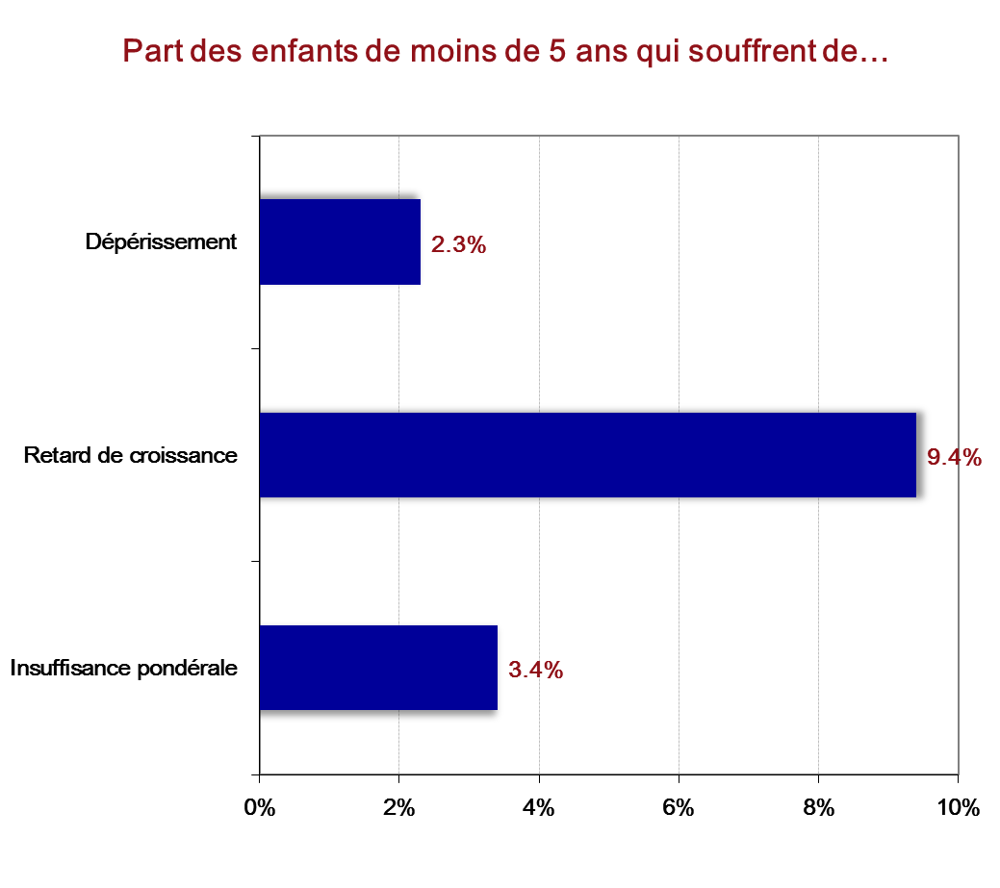 Part des enfants de moins de 5 ans qui souffrent de…
Dépérissement
2.3%
Retard de croissance
9.4%
Insuffisance pondérale
3.4%
0%
2%
4%
6%
8%
10%